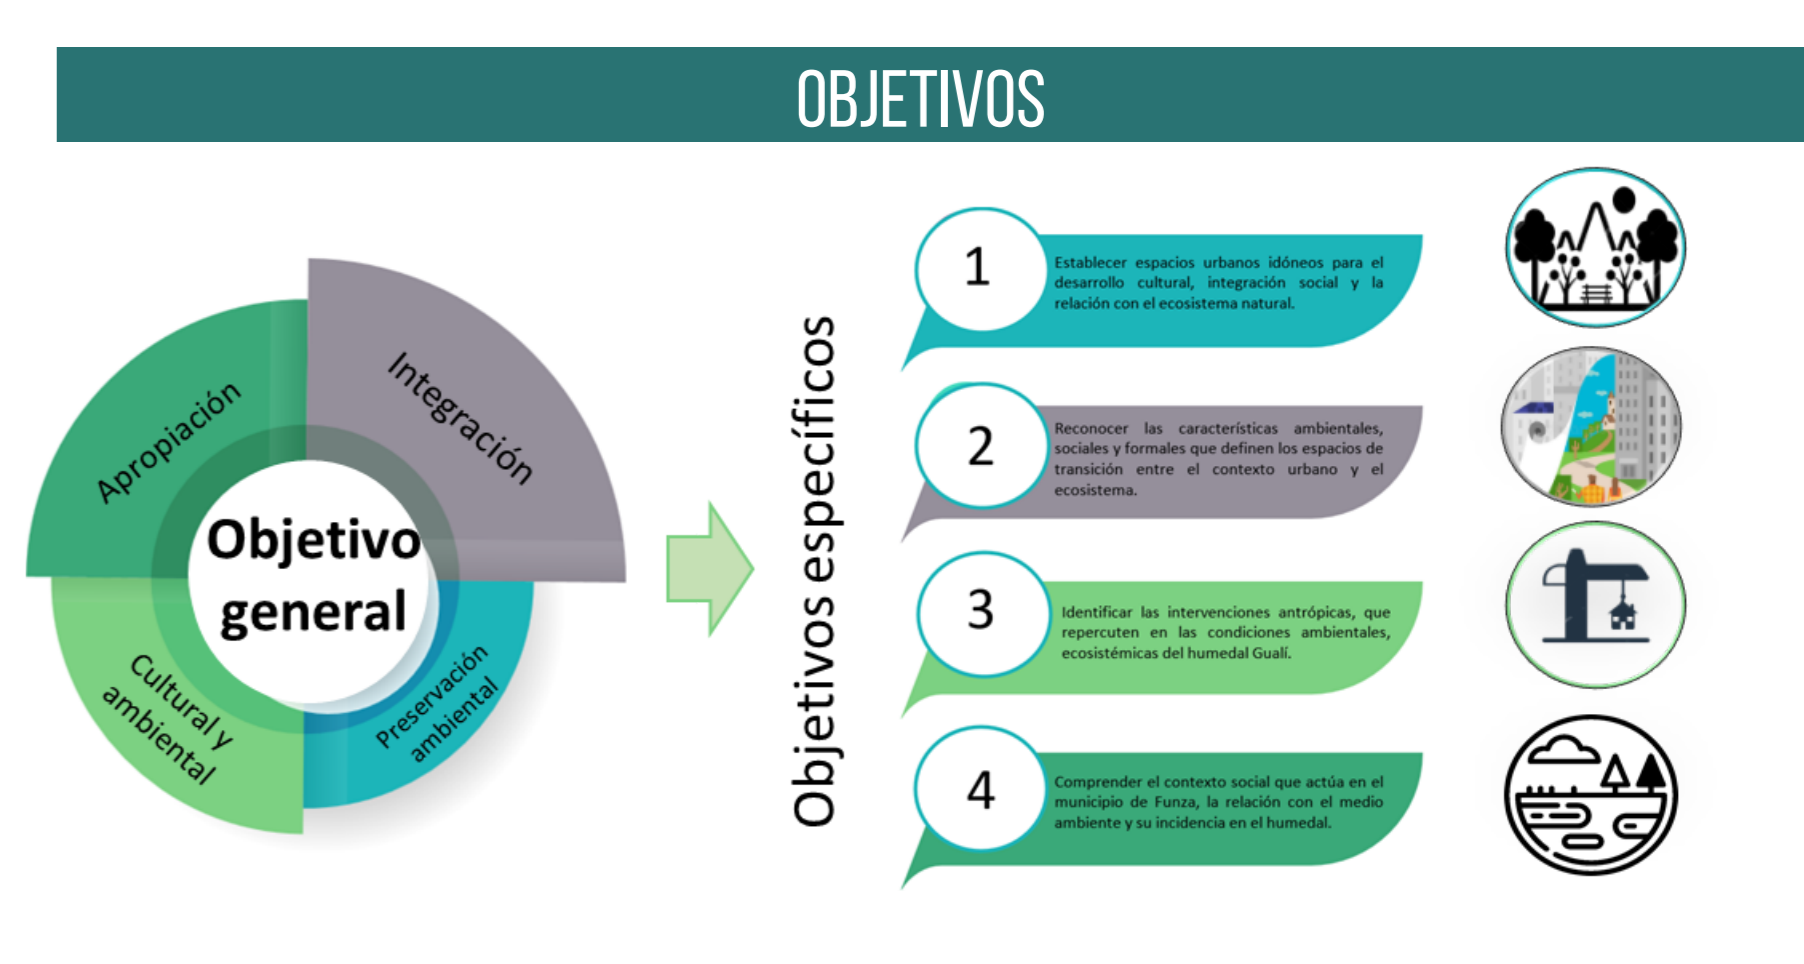 OBJETIVOS
Apropiación
Integración
Objetivo
general
Cultural y
ambiental
Preservación
ambiental
Objetivos específicos
1
Establecer espacios urbanos idóneos para el
desarrollo cultural, integración social y la
relación con el ecosistema natural.
2
Reconocer las características ambientales,
sociales y formales que definen los espacios de
transición entre el contexto urbano y el
ecosistema.
3
Identificar las intervenciones antrópicas, que
repercuten en las condiciones ambientales,
ecosistémicas del humedal Gualí.
4
Comprender el contexto social que actúa en el
municipio de Funza, la relación con el medio
ambiente y su incidencia en el humedal.